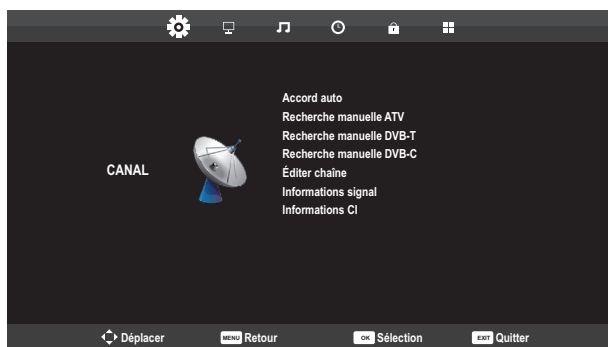 Accord auto
Recherche manuelle ATV
Recherche manuelle DVB-T
Recherche manuelle DVB-C
CANAL
Éditer chaîne
Informations signal
Informations CI
Déplacer MENU Retour OK Sélection EXIT Quitter